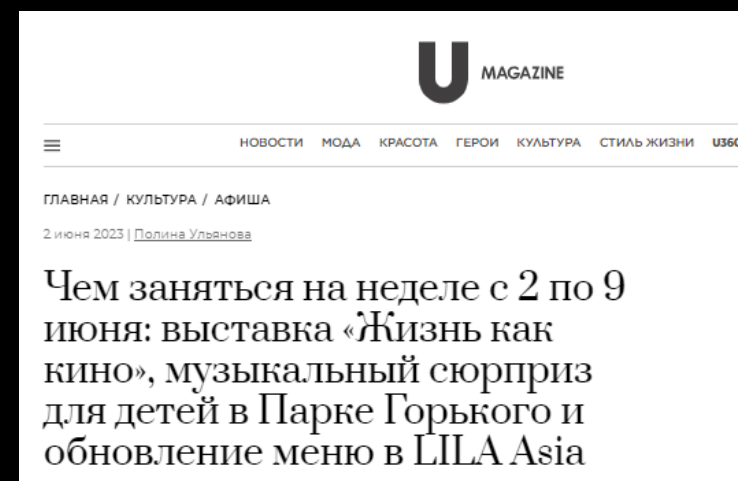 U MAGAZINE
НОВОСТИ МОДА КРАСОТА ГЕРОИ КУЛЬТУРА СТИЛЬ ЖИЗНИ U360
ГЛАВНАЯ / КУЛЬТУРА / АФИША
2 июня 2023 | Полина Ульянова
Чем заняться на неделе с 2 по 9
июня: выставка «Жизнь как
кино», музыкальный сюрприз
для детей в Парке Горького и
обновление меню в LILA Asia